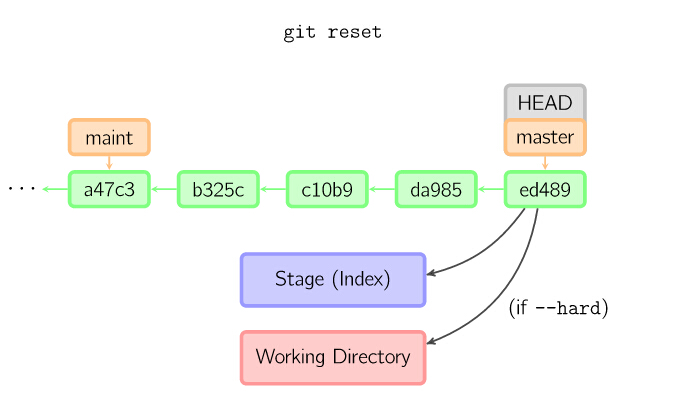 git reset
HEAD
maint
master
...
a47c3
b325c
c10b9
da985
ed489
Stage (Index)
(if --hard)
Working Directory